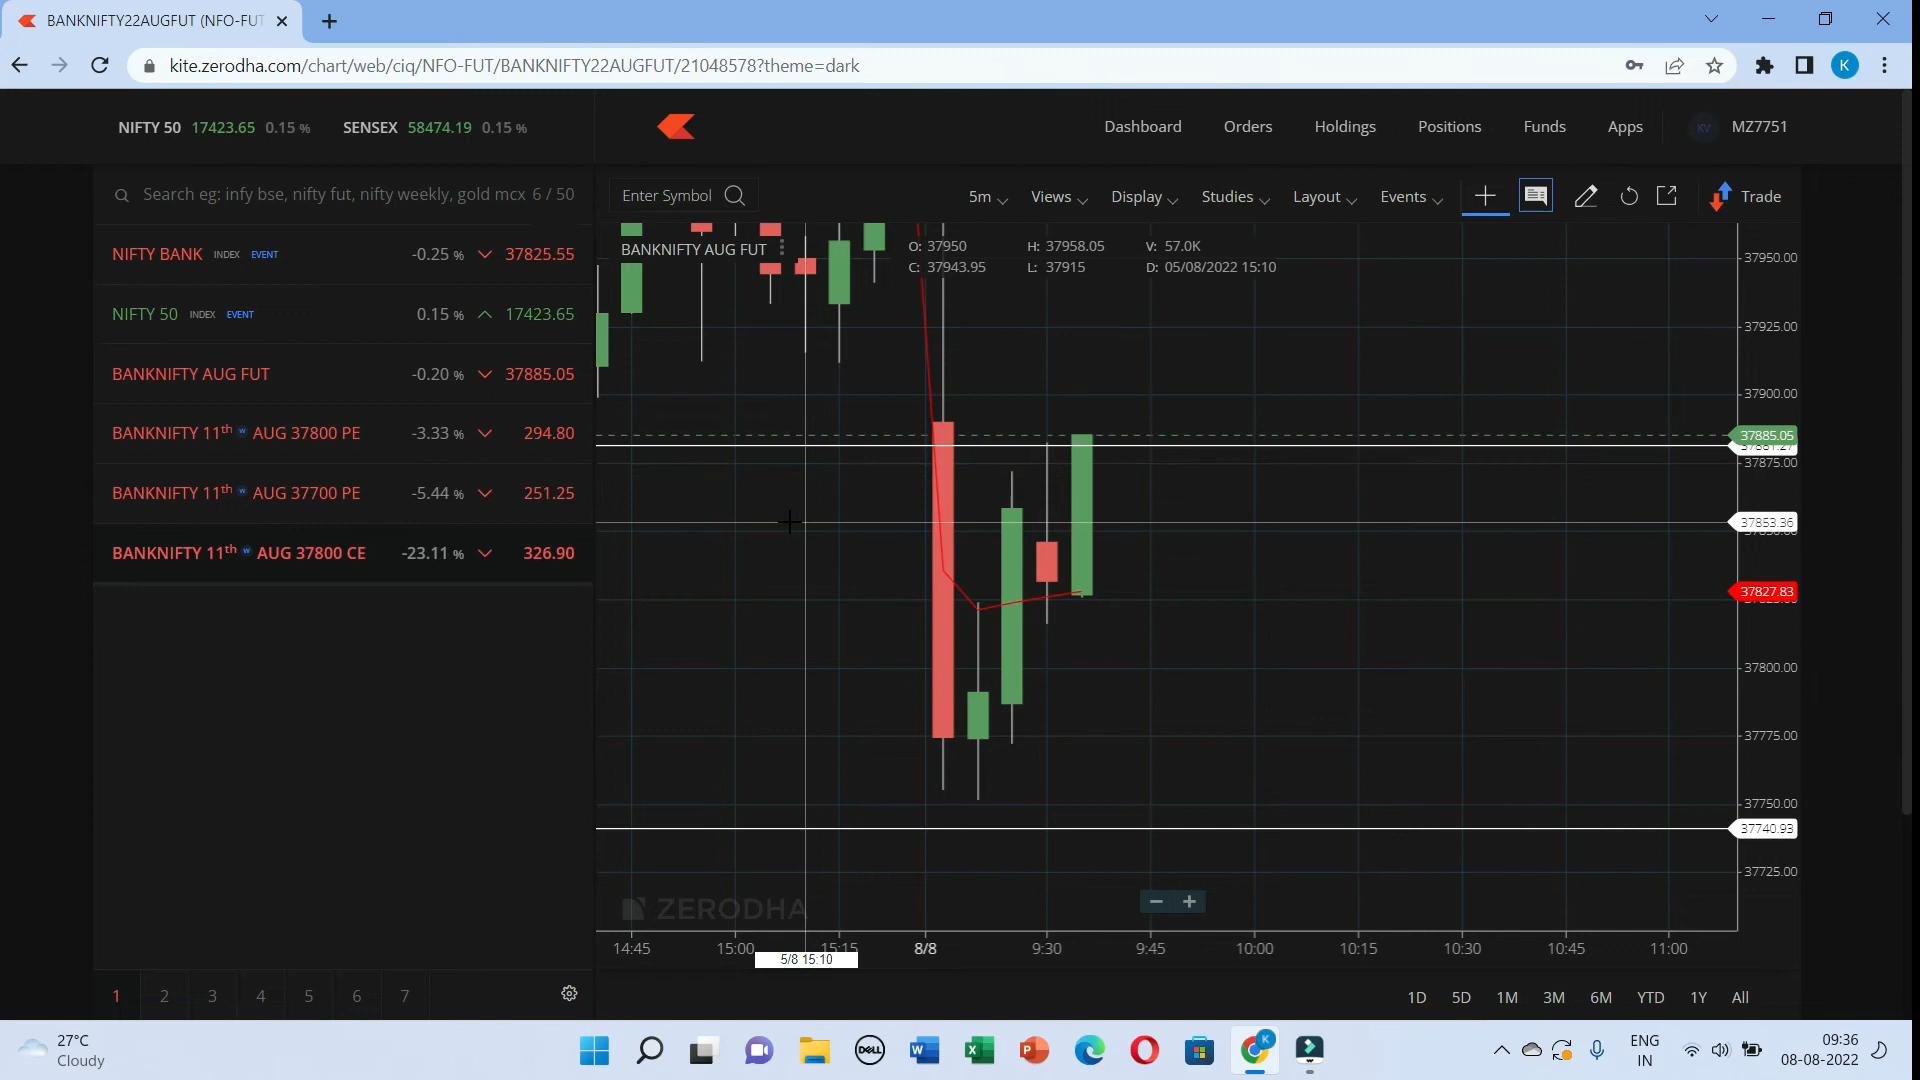 BANKNIFTY22AUGFUT (NFO-FUT
kite.zerodha.com/chart/web/ciq/NFO-FUT/BANKNIFTY22AUGFUT/21048578?theme=dark
K
NIFTY 50 17423.65 0.15 % SENSEX 58474.19 0.15 %
Dashboard Orders Holdings Positions Funds Apps KV MZ7751
Search eg: infy bse, nifty fut, nifty weekly, gold mcx 6 / 50
Enter Symbol 5m Views Display Studies Layout Events Trade
NIFTY BANK INDEX EVENT -0.25 % 37825.55
NIFTY 50 INDEX EVENT 0.15 % 17423.65
BANKNIFTY AUG FUT -0.20 % 37885.05
BANKNIFTY 11th w AUG 37800 PE -3.33 % 294.80
BANKNIFTY 11th w AUG 37700 PE -5.44 % 251.25
BANKNIFTY 11th w AUG 37800 CE -23.11 % 326.90
BANKNIFTY AUG FUT
O: 37950 H: 37958.05 V: 57.0K
C: 37943.95 L: 37915 D: 05/08/2022 15:10
37950.00
37925.00
37900.00
37885.05
37875.00
37853.36
37827.83
37800.00
37775.00
37750.00
37740.93
37725.00
ZERODHA
14:45 15:00 15:15 8/8 9:30 9:45 10:00 10:15 10:30 10:45 11:00
5/8 15:10
1 2 3 4 5 6 7
1D 5D 1M 3M 6M YTD 1Y All
27°C
Cloudy
DELL
W
X
P
K
ENG
IN
09:36
08-08-2022